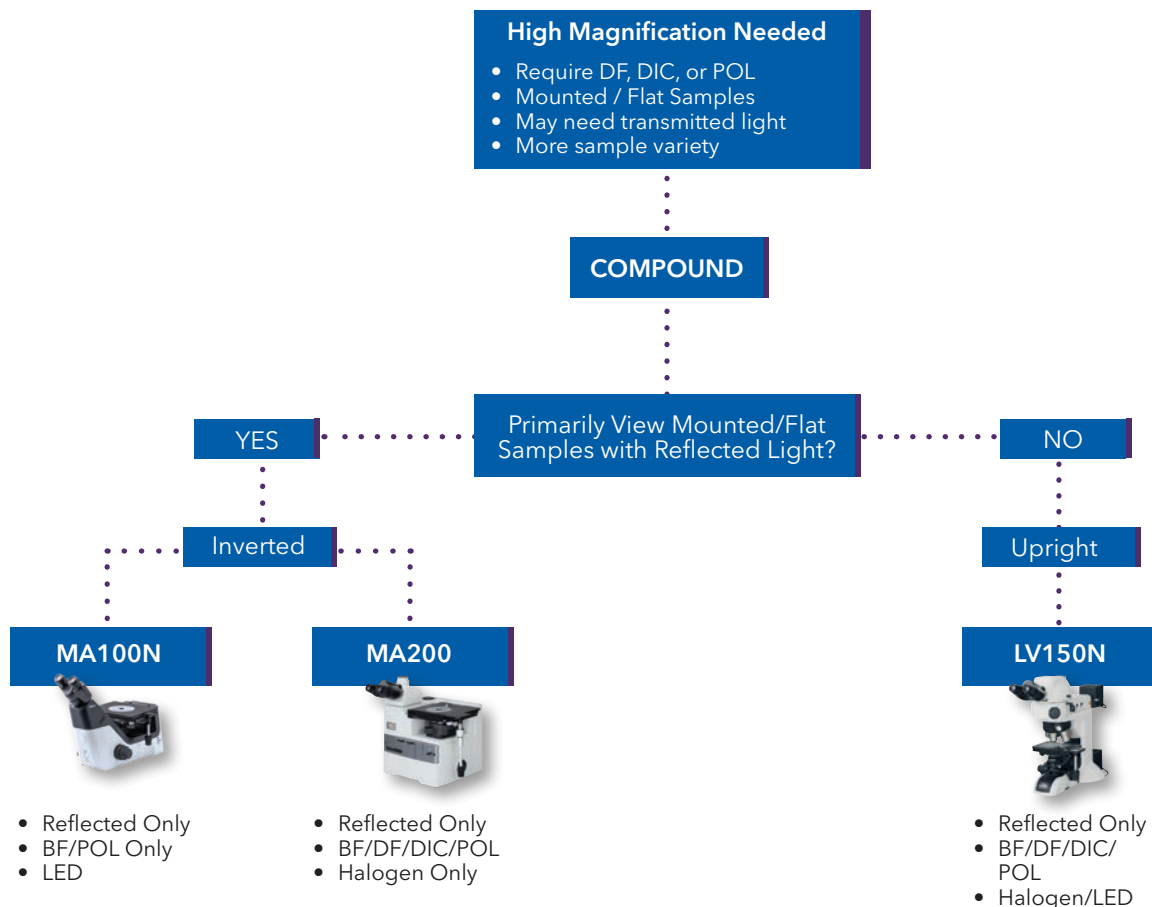 High Magnification Needed
• Require DF, DIC, or POL
• Mounted / Flat Samples
• May need transmitted light
• More sample variety
COMPOUND
Primarily View Mounted/Flat
Samples with Reflected Light?
YES
NO
Inverted
Upright
MA100N
MA200
LV150N
• Reflected Only
• BF/POL Only
• LED
• Reflected Only
• BF/DF/DIC/POL
• Halogen Only
• Reflected Only
• BF/DF/DIC/
POL
• Halogen/LED